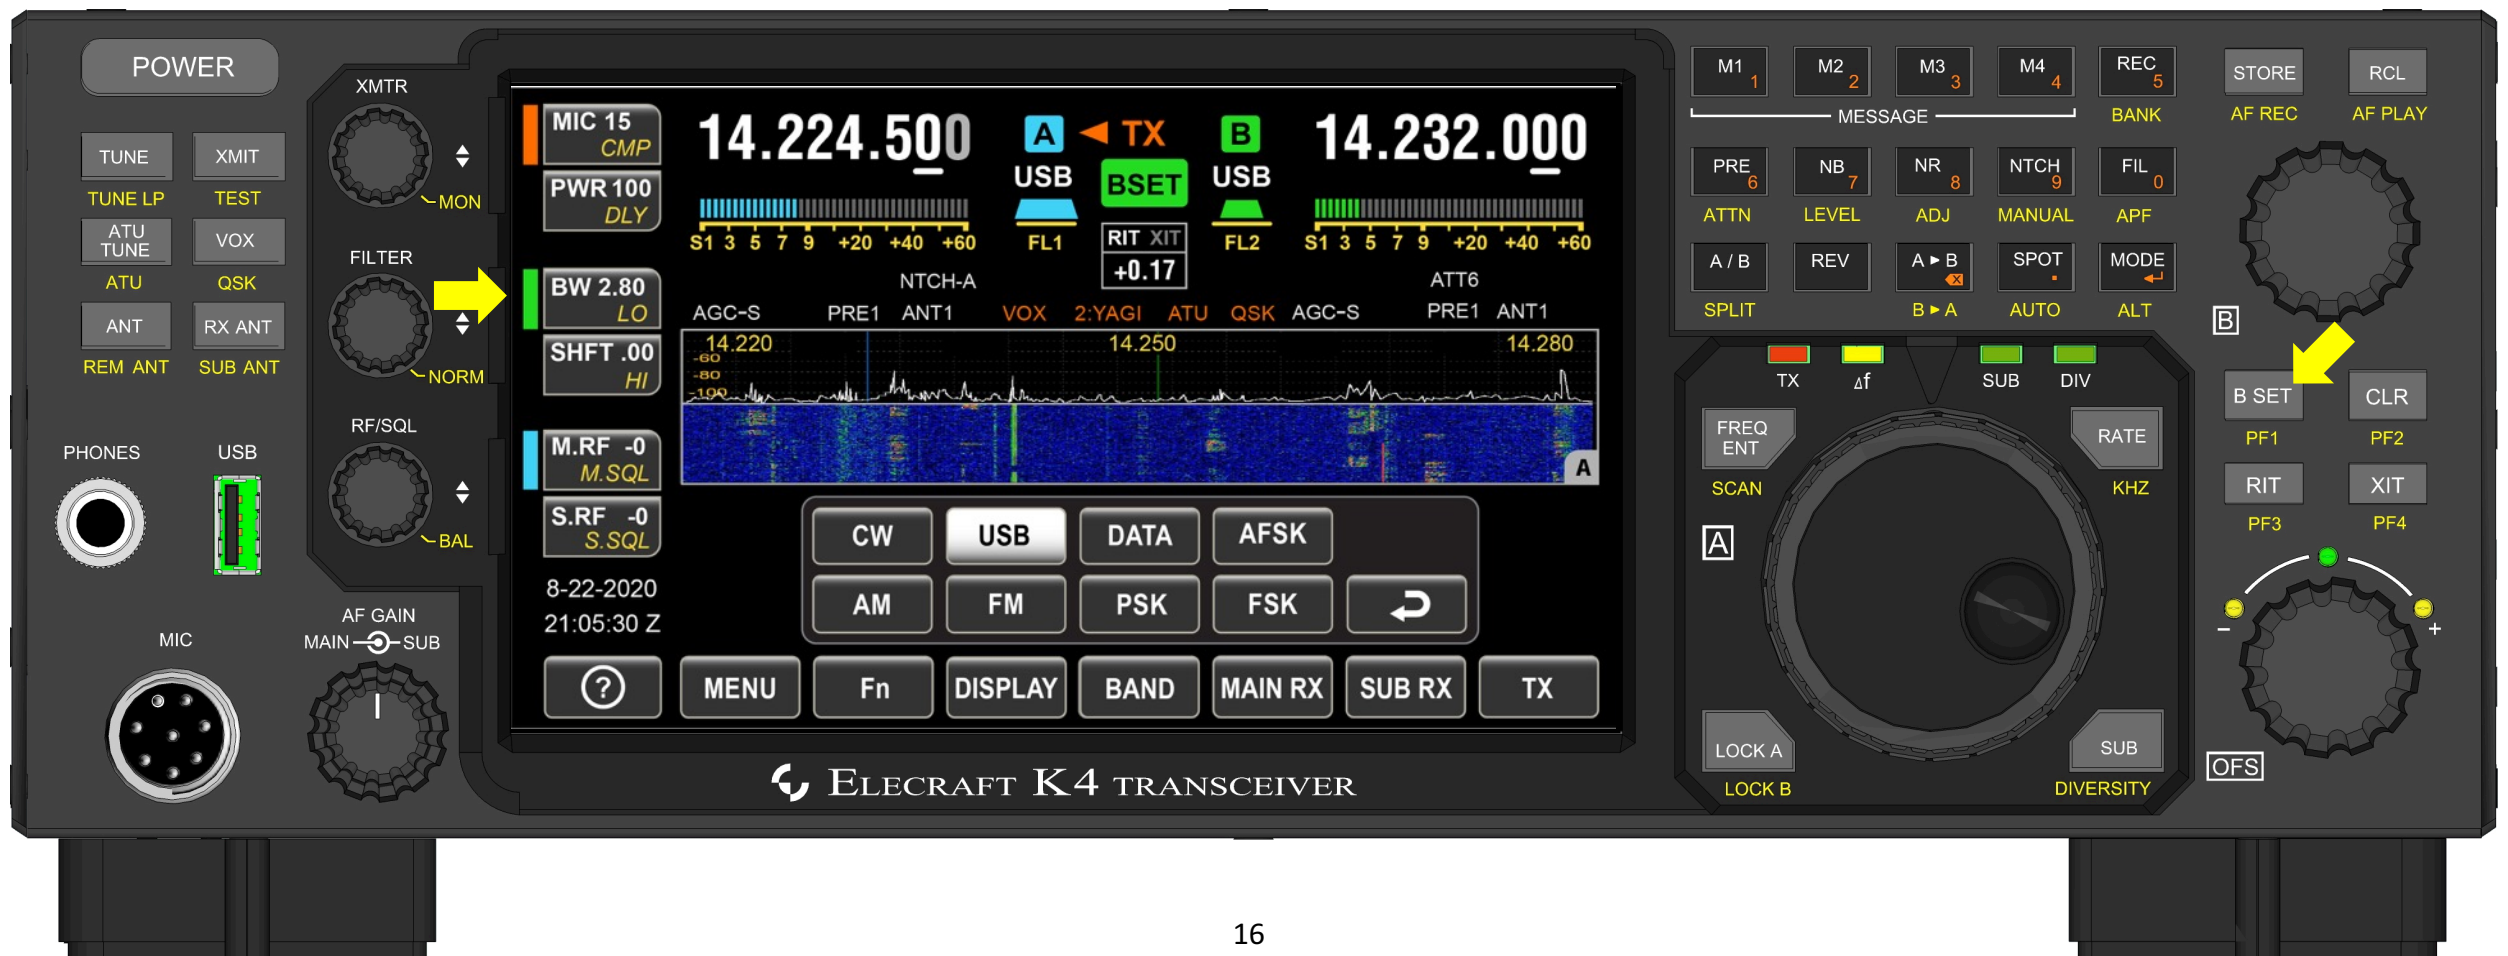 POWER
TUNE
XMIT
TUNE LP
TEST
ATU
TUNE
VOX
ATU
QSK
ANT
RX ANT
REM ANT
SUB ANT
PHONES
USB
MIC
XMTR
MON
FILTER
NORM
RF/SQL
BAL
AF GAIN
MAIN
SUB
MIC 15
CMP
PWR 100
DLY
BW 2.80
LO
SHFT .00
HI
M.RF -0
M.SQL
S.RF -0
S.SQL
8-22-2020
21:05:30 Z
14.224.500
A ◄ TX B
14.232.000
USB
BSET
USB
S1 3 5 7 9 +20 +40 +60
FL1
RIT XIT
+0.17
FL2
S1 3 5 7 9 +20 +40 +60
NTCH-A
ATT6
AGC-S PRE1 ANT1 VOX 2:YAGI ATU QSK AGC-S PRE1 ANT1
14.220 14.250 14.280
-60
-80
-100
A
CW USB DATA AFSK
AM FM PSK FSK
? MENU Fn DISPLAY BAND MAIN RX SUB RX TX
ELECRAFT K4 TRANSCEIVER
M1 1
M2 2
M3 3
M4 4
REC 5
MESSAGE
BANK
PRE 6
NB 7
NR 8
NTCH 9
FIL 0
ATTN
LEVEL
ADJ
MANUAL
APF
A / B
REV
A ► B
SPOT .
MODE
SPLIT
B ► A
AUTO
ALT
STORE
RCL
AF REC
AF PLAY
B
TX
Δf
SUB
DIV
FREQ
ENT
RATE
SCAN
KHZ
A
LOCK A
SUB
LOCK B
DIVERSITY
B SET
CLR
PF1
PF2
RIT
XIT
PF3
PF4
− +
OFS
16